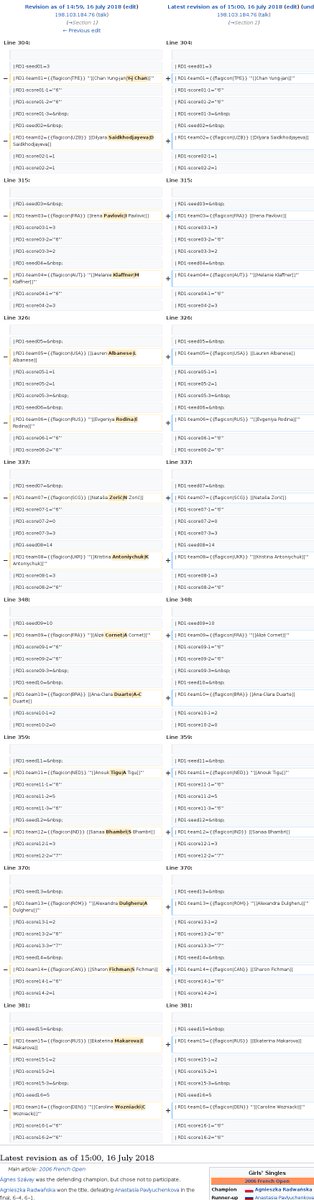 Revision as of 14:59, 16 July 2018 (edit)
198.103.184.76 (talk)
(→Section 1)
← Previous edit
Latest revision as of 15:00, 16 July 2018 (edit) (und
198.103.184.76 (talk)
(→Section 1)
Line 304:
Line 304:
| RD1-seed01=3
| RD1-seed01=3
− | RD1-team01={{flagicon|TPE}} '''[[Chan Yung-jan|YJ Chan]]'''
+ | RD1-team01={{flagicon|TPE}} '''[[Chan Yung-jan]]'''
| RD1-score01-1='''6'''
| RD1-score01-1='''6'''
| RD1-score01-2='''6'''
| RD1-score01-2='''6'''
| RD1-score01-3=&nbsp;
| RD1-score01-3=&nbsp;
| RD1-seed02=&nbsp;
| RD1-seed02=&nbsp;
− | RD1-team02={{flagicon|UZB}} [[Dilyara Saidkhodjayeva|D
Saidkhodjayeva]]
+ | RD1-team02={{flagicon|UZB}} [[Dilyara Saidkhodjayeva]]
| RD1-score02-1=1
| RD1-score02-1=1
| RD1-score02-2=1
| RD1-score02-2=1
Line 315:
Line 315:
| RD1-seed03=&nbsp;
| RD1-seed03=&nbsp;
− | RD1-team03={{flagicon|FRA}} [[Irena Pavlovic|I Pavlovic]]
+ | RD1-team03={{flagicon|FRA}} [[Irena Pavlovic]]
| RD1-score03-1=3
| RD1-score03-1=3
| RD1-score03-2='''6'''
| RD1-score03-2='''6'''
| RD1-score03-3=2
| RD1-score03-3=2
| RD1-seed04=&nbsp;
| RD1-seed04=&nbsp;
− | RD1-team04={{flagicon|AUT}} '''[[Melanie Klaffner|M
Klaffner]]'''
+ | RD1-team04={{flagicon|AUT}} '''[[Melanie Klaffner]]'''
| RD1-score04-1='''6'''
| RD1-score04-1='''6'''
| RD1-score04-2=3
| RD1-score04-2=3
Line 326:
Line 326:
| RD1-seed05=&nbsp;
| RD1-seed05=&nbsp;
− | RD1-team05={{flagicon|USA}} [[Lauren Albanese|L
Albanese]]
+ | RD1-team05={{flagicon|USA}} [[Lauren Albanese]]
| RD1-score05-1=1
| RD1-score05-1=1
| RD1-score05-2=1
| RD1-score05-2=1
| RD1-score05-3=&nbsp;
| RD1-score05-3=&nbsp;
| RD1-seed06=&nbsp;
| RD1-seed06=&nbsp;
− | RD1-team06={{flagicon|RUS}} '''[[Evgeniya Rodina|E
Rodina]]'''
+ | RD1-team06={{flagicon|RUS}} '''[[Evgeniya Rodina]]'''
| RD1-score06-1='''6'''
| RD1-score06-1='''6'''
| RD1-score06-2='''6'''
| RD1-score06-2='''6'''
Line 337:
Line 337:
| RD1-seed07=&nbsp;
| RD1-seed07=&nbsp;
− | RD1-team07={{flagicon|SCG}} [[Nataša Zorić|N Zorić]]
+ | RD1-team07={{flagicon|SCG}} [[Nataša Zorić]]
| RD1-score07-1='''6'''
| RD1-score07-1='''6'''
| RD1-score07-2=0
| RD1-score07-2=0
| RD1-score07-3=3
| RD1-score07-3=3
| RD1-seed08=14
| RD1-seed08=14
− | RD1-team08={{flagicon|UKR}} '''[[Kristina Antoniychuk|K
Antoniychuk]]'''
+ | RD1-team08={{flagicon|UKR}} '''[[Kristina Antoniychuk]]'''
| RD1-score08-1=3
| RD1-score08-1=3
| RD1-score08-2='''6'''
| RD1-score08-2='''6'''
Line 348:
Line 348:
| RD1-seed09=10
| RD1-seed09=10
− | RD1-team09={{flagicon|FRA}} '''[[Alizé Cornet|A Cornet]]'''
+ | RD1-team09={{flagicon|FRA}} '''[[Alizé Cornet]]'''
| RD1-score09-1='''6'''
| RD1-score09-1='''6'''
| RD1-score09-2='''6'''
| RD1-score09-2='''6'''
| RD1-score09-3=&nbsp;
| RD1-score09-3=&nbsp;
| RD1-seed10=&nbsp;
| RD1-seed10=&nbsp;
− | RD1-team10={{flagicon|BRA}} [[Ana-Clara Duarte|A-C
Duarte]]
+ | RD1-team10={{flagicon|BRA}} [[Ana-Clara Duarte]]
| RD1-score10-1=2
| RD1-score10-1=2
| RD1-score10-2=0
| RD1-score10-2=0
Line 359:
Line 359:
| RD1-seed11=&nbsp;
| RD1-seed11=&nbsp;
− | RD1-team11={{flagicon|NED}} '''[[Anouk Tigu|A Tigu]]'''
+ | RD1-team11={{flagicon|NED}} '''[[Anouk Tigu]]'''
| RD1-score11-1='''6'''
| RD1-score11-1='''6'''
| RD1-score11-2=5
| RD1-score11-2=5
| RD1-score11-3='''6'''
| RD1-score11-3='''6'''
| RD1-seed12=&nbsp;
| RD1-seed12=&nbsp;
− | RD1-team12={{flagicon|IND}} [[Sanaa Bhambri|S Bhambri]]
+ | RD1-team12={{flagicon|IND}} [[Sanaa Bhambri]]
| RD1-score12-1=3
| RD1-score12-1=3
| RD1-score12-2='''7'''
| RD1-score12-2='''7'''
Line 370:
Line 370:
| RD1-seed13=&nbsp;
| RD1-seed13=&nbsp;
− | RD1-team13={{flagicon|ROM}} '''[[Alexandra Dulgheru|A
Dulgheru]]'''
+ | RD1-team13={{flagicon|ROM}} '''[[Alexandra Dulgheru]]'''
| RD1-score13-1=2
| RD1-score13-1=2
| RD1-score13-2='''6'''
| RD1-score13-2='''6'''
| RD1-score13-3='''7'''
| RD1-score13-3='''7'''
| RD1-seed14=&nbsp;
| RD1-seed14=&nbsp;
− | RD1-team14={{flagicon|CAN}} [[Sharon Fichman|S Fichman]]
+ | RD1-team14={{flagicon|CAN}} [[Sharon Fichman]]
| RD1-score14-1='''6'''
| RD1-score14-1='''6'''
| RD1-score14-2=1
| RD1-score14-2=1
Line 381:
Line 381:
| RD1-seed15=&nbsp;
| RD1-seed15=&nbsp;
− | RD1-team15={{flagicon|RUS}} [[Ekaterina Makarova|E
Makarova]]
+ | RD1-team15={{flagicon|RUS}} [[Ekaterina Makarova]]
| RD1-score15-1=2
| RD1-score15-1=2
| RD1-score15-2=1
| RD1-score15-2=1
| RD1-score15-3=&nbsp;
| RD1-score15-3=&nbsp;
| RD1-seed16=5
| RD1-seed16=5
− | RD1-team16={{flagicon|DEN}} '''[[Caroline Wozniacki|C
Wozniacki]]'''
+ | RD1-team16={{flagicon|DEN}} '''[[Caroline Wozniacki]]'''
| RD1-score16-1='''6'''
| RD1-score16-1='''6'''
| RD1-score16-2='''6'''
| RD1-score16-2='''6'''
Latest revision as of 15:00, 16 July 2018
Main article: 2006 French Open
Ágnes Szávay was the defending champion, but chose not to participate.
Agnieszka Radwańska won the title, defeating Anastasia Pavlyuchenkova in the
final, 6–4, 6–1.
Girls' Singles
2006 French Open
Champion Agnieszka Radwańska
Runner-up Anastasia Pavlyuchenkova